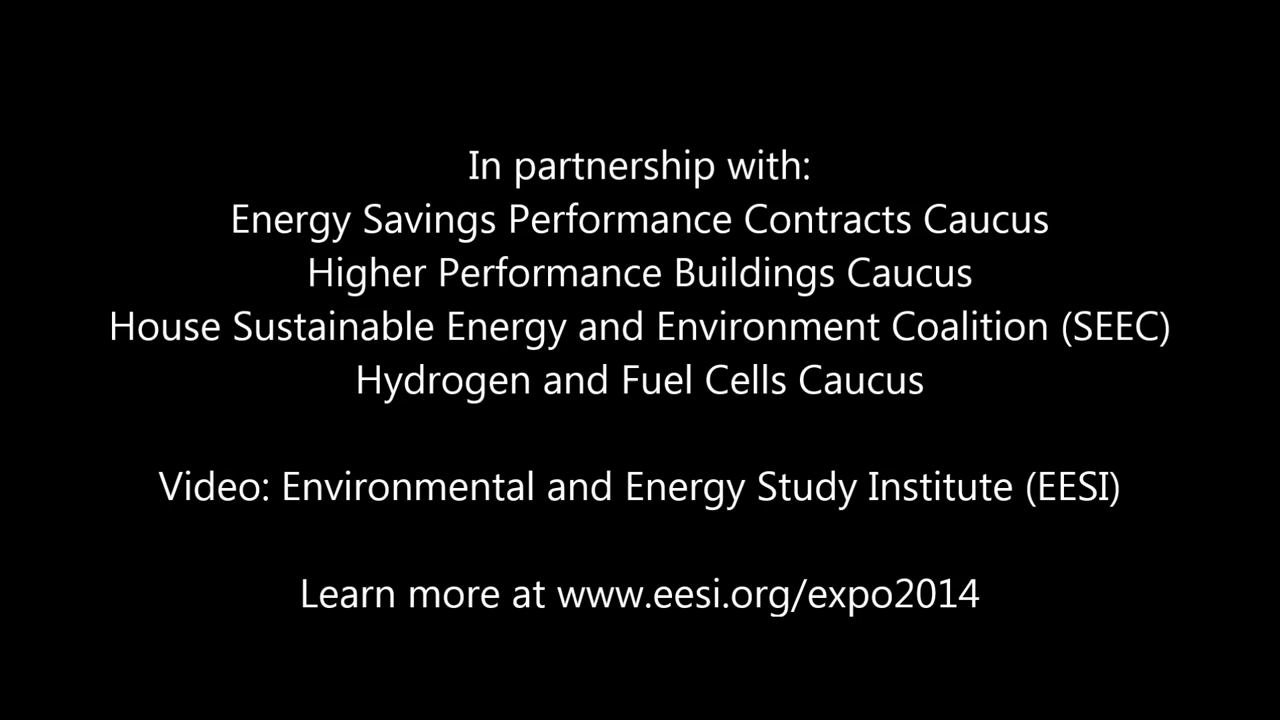 In partnership with:
Energy Savings Performance Contracts Caucus
Higher Performance Buildings Caucus
House Sustainable Energy and Environment Coalition (SEEC)
Hydrogen and Fuel Cells Caucus
Video: Environmental and Energy Study Institute (EESI)
Learn more at www.eesi.org/expo2014